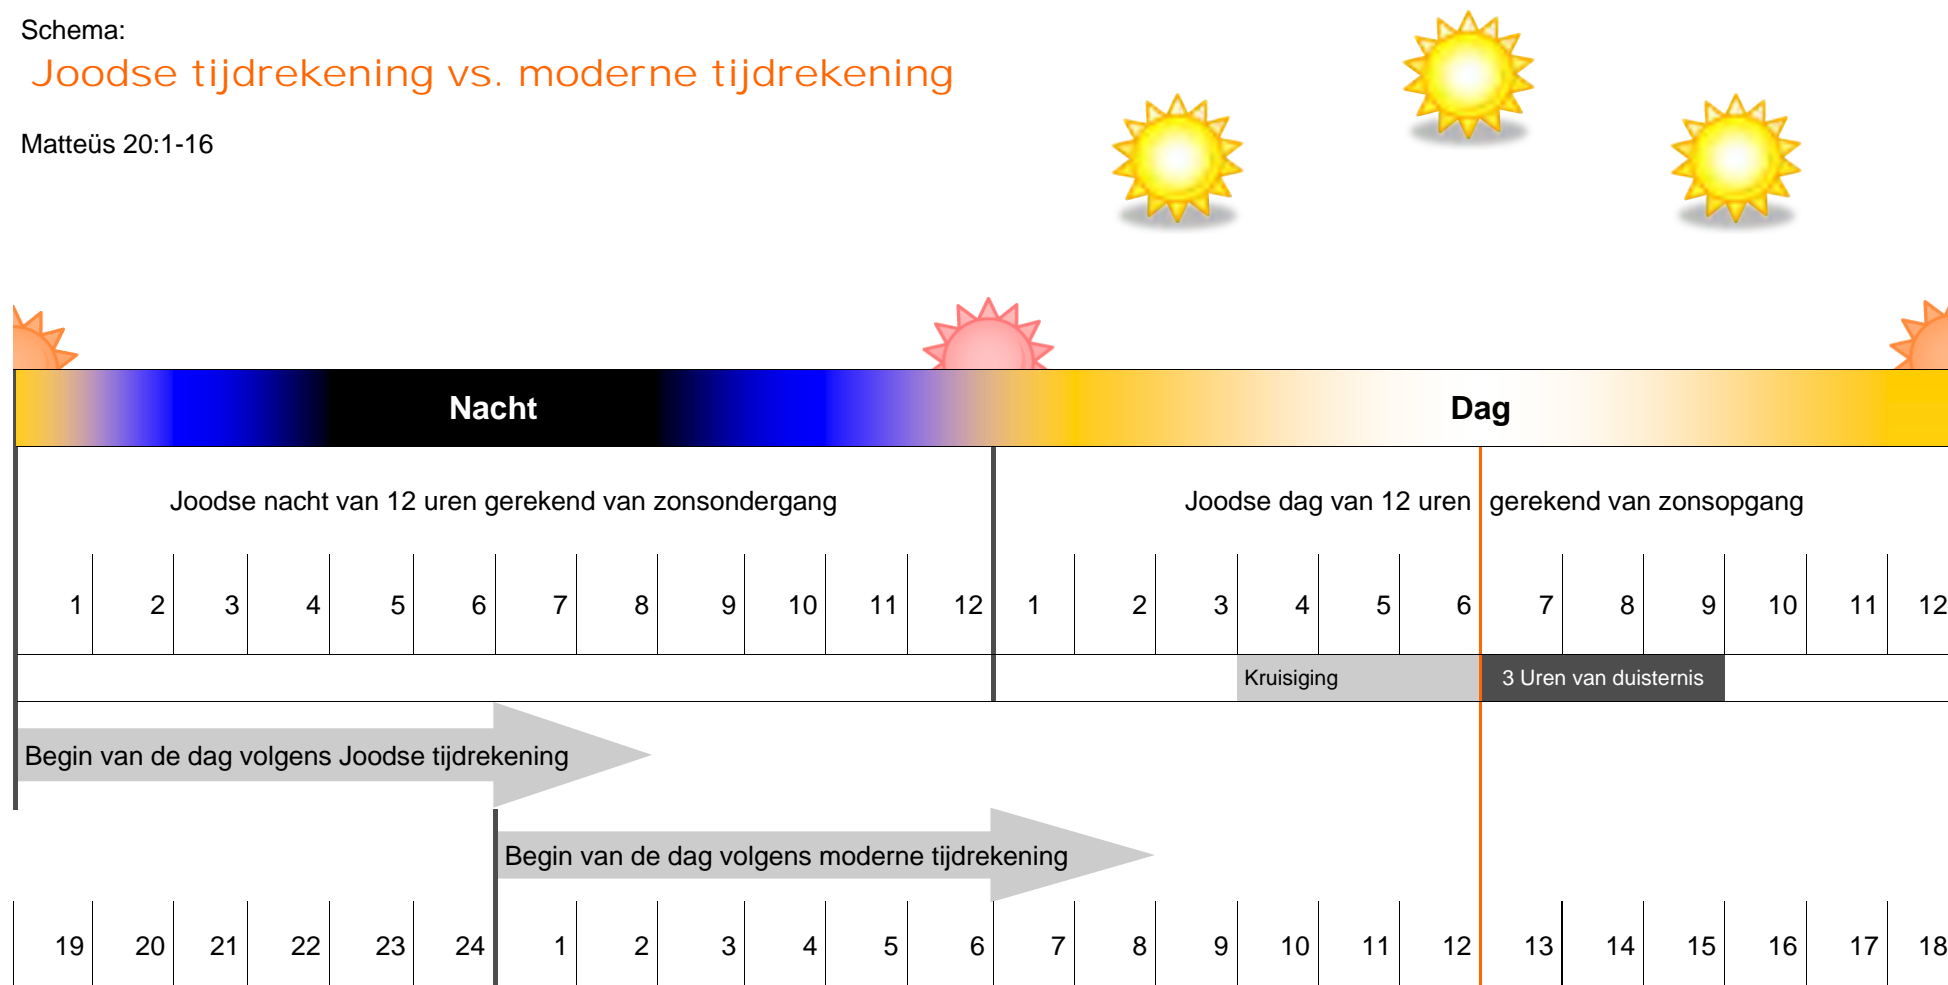 Schema:
Joodse tijdrekening vs. moderne tijdrekening
Matteüs 20:1-16
Nacht Dag
Joodse nacht van 12 uren gerekend van zonsondergang Joodse dag van 12 uren gerekend van zonsopgang
1 2 3 4 5 6 7 8 9 10 11 12 1 2 3 4 5 6 7 8 9 10 11 12
Kruisiging 3 Uren van duisternis
Begin van de dag volgens Joodse tijdrekening
Begin van de dag volgens moderne tijdrekening
19 20 21 22 23 24 1 2 3 4 5 6 7 8 9 10 11 12 13 14 15 16 17 18